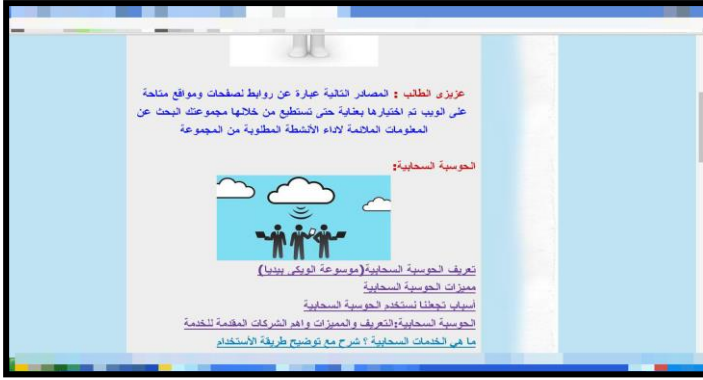 عزيزى الطالب : المصادر التالية عبارة عن روابط لصفحات ومواقع متاحة
على الويب تم اختيارها بعناية حتى تستطيع من خلالها مجموعتك البحث عن
المعلومات الملائمة لاداء الأنشطة المطلوبة من المجموعة
الحوسبة السحابية:
تعريف الحوسبة السحابية(موسوعة الويكى بيديا)
مميزات الحوسبة السحابية
أسباب تجعلنا نستخدم الحوسبة السحابية
الحوسبة السحابية:التعريف والمميزات واهم الشركات المقدمة للخدمة
ما هي الخدمات السحابية ؟ شرح مع توضيح طريقة الأستخدام